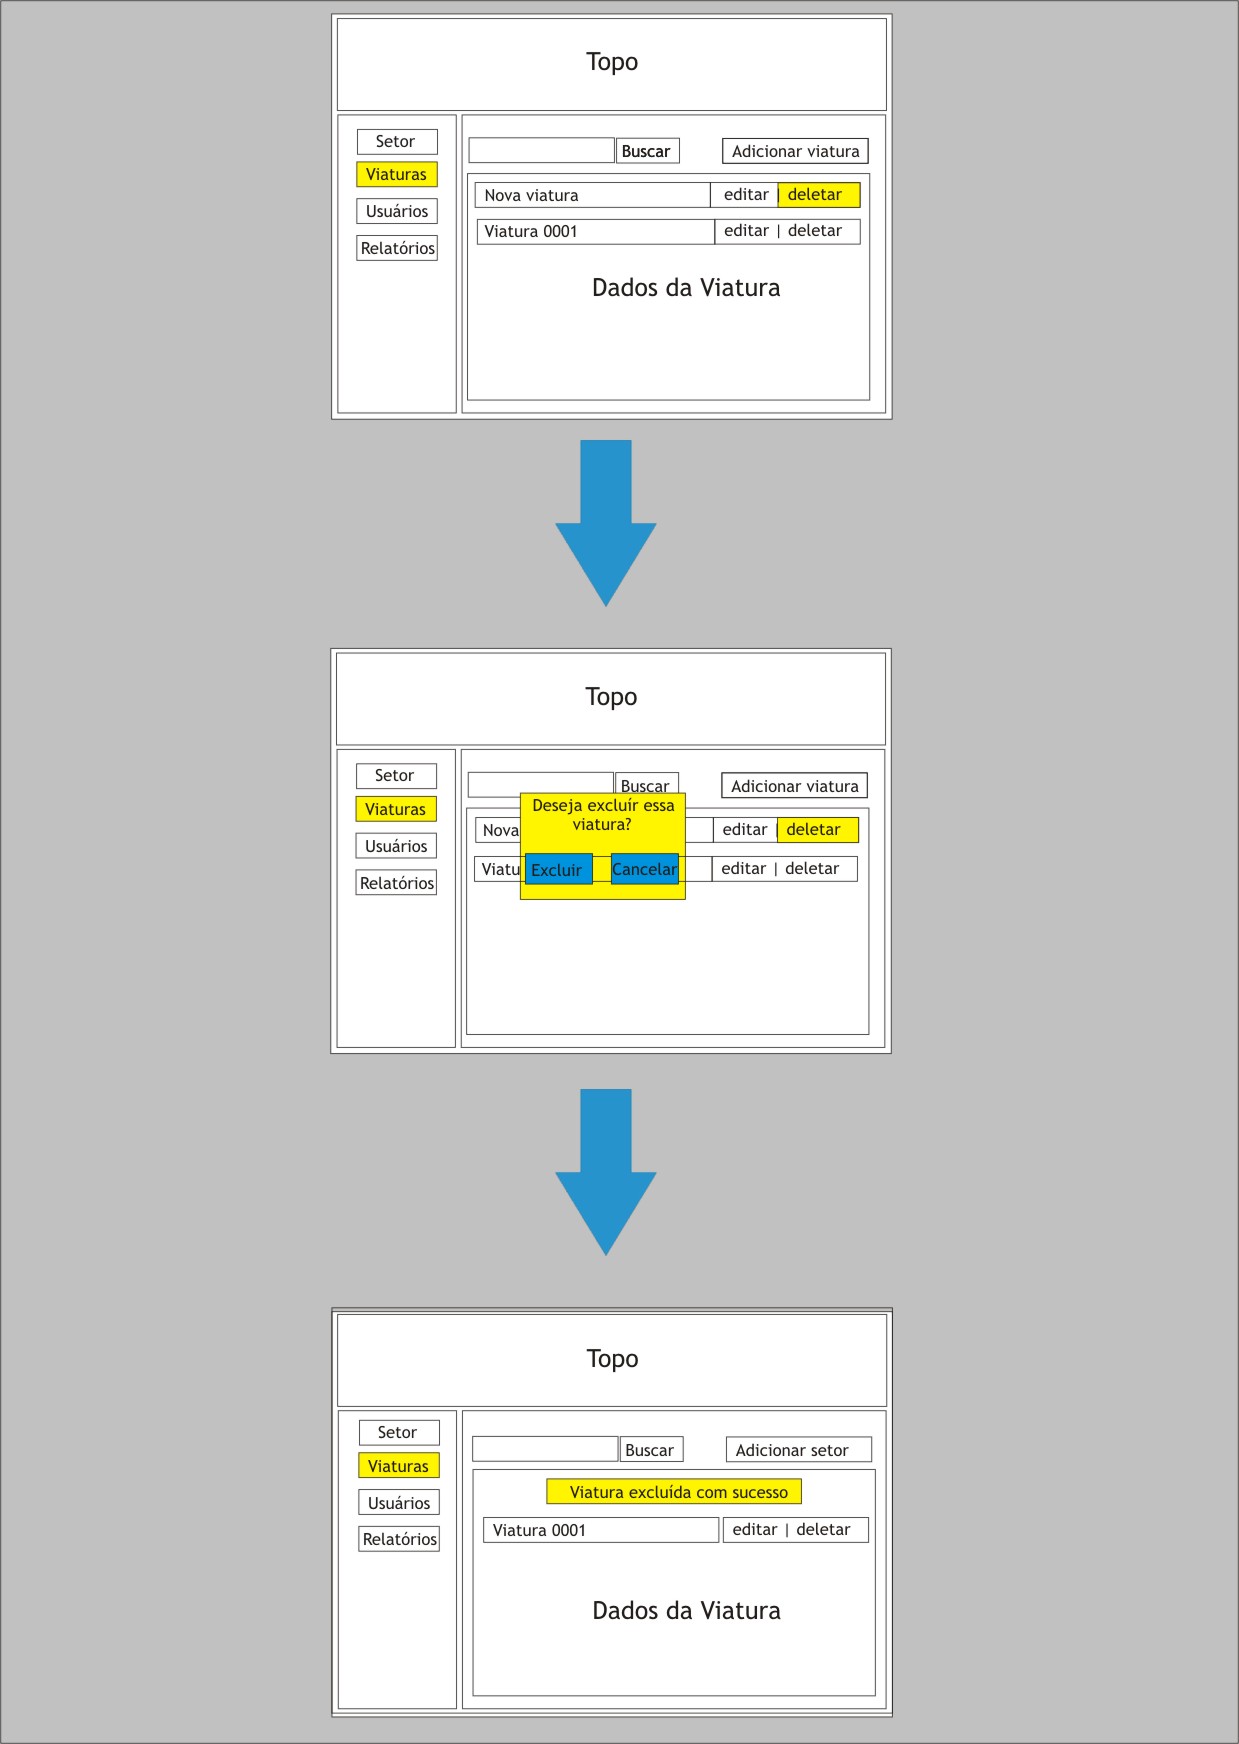 Topo
Setor
Viaturas
Usuários
Relatórios
Buscar
Adicionar viatura
Nova viatura
editar | deletar
Viatura 0001
editar | deletar
Dados da Viatura
Topo
Setor
Viaturas
Usuários
Relatórios
Buscar
Adicionar viatura
Deseja excluír essa
viatura?
Nova
editar | deletar
Viatu
Excluir
Cancelar
editar | deletar
Topo
Setor
Viaturas
Usuários
Relatórios
Buscar
Adicionar setor
Viatura excluída com sucesso
Viatura 0001
editar | deletar
Dados da Viatura